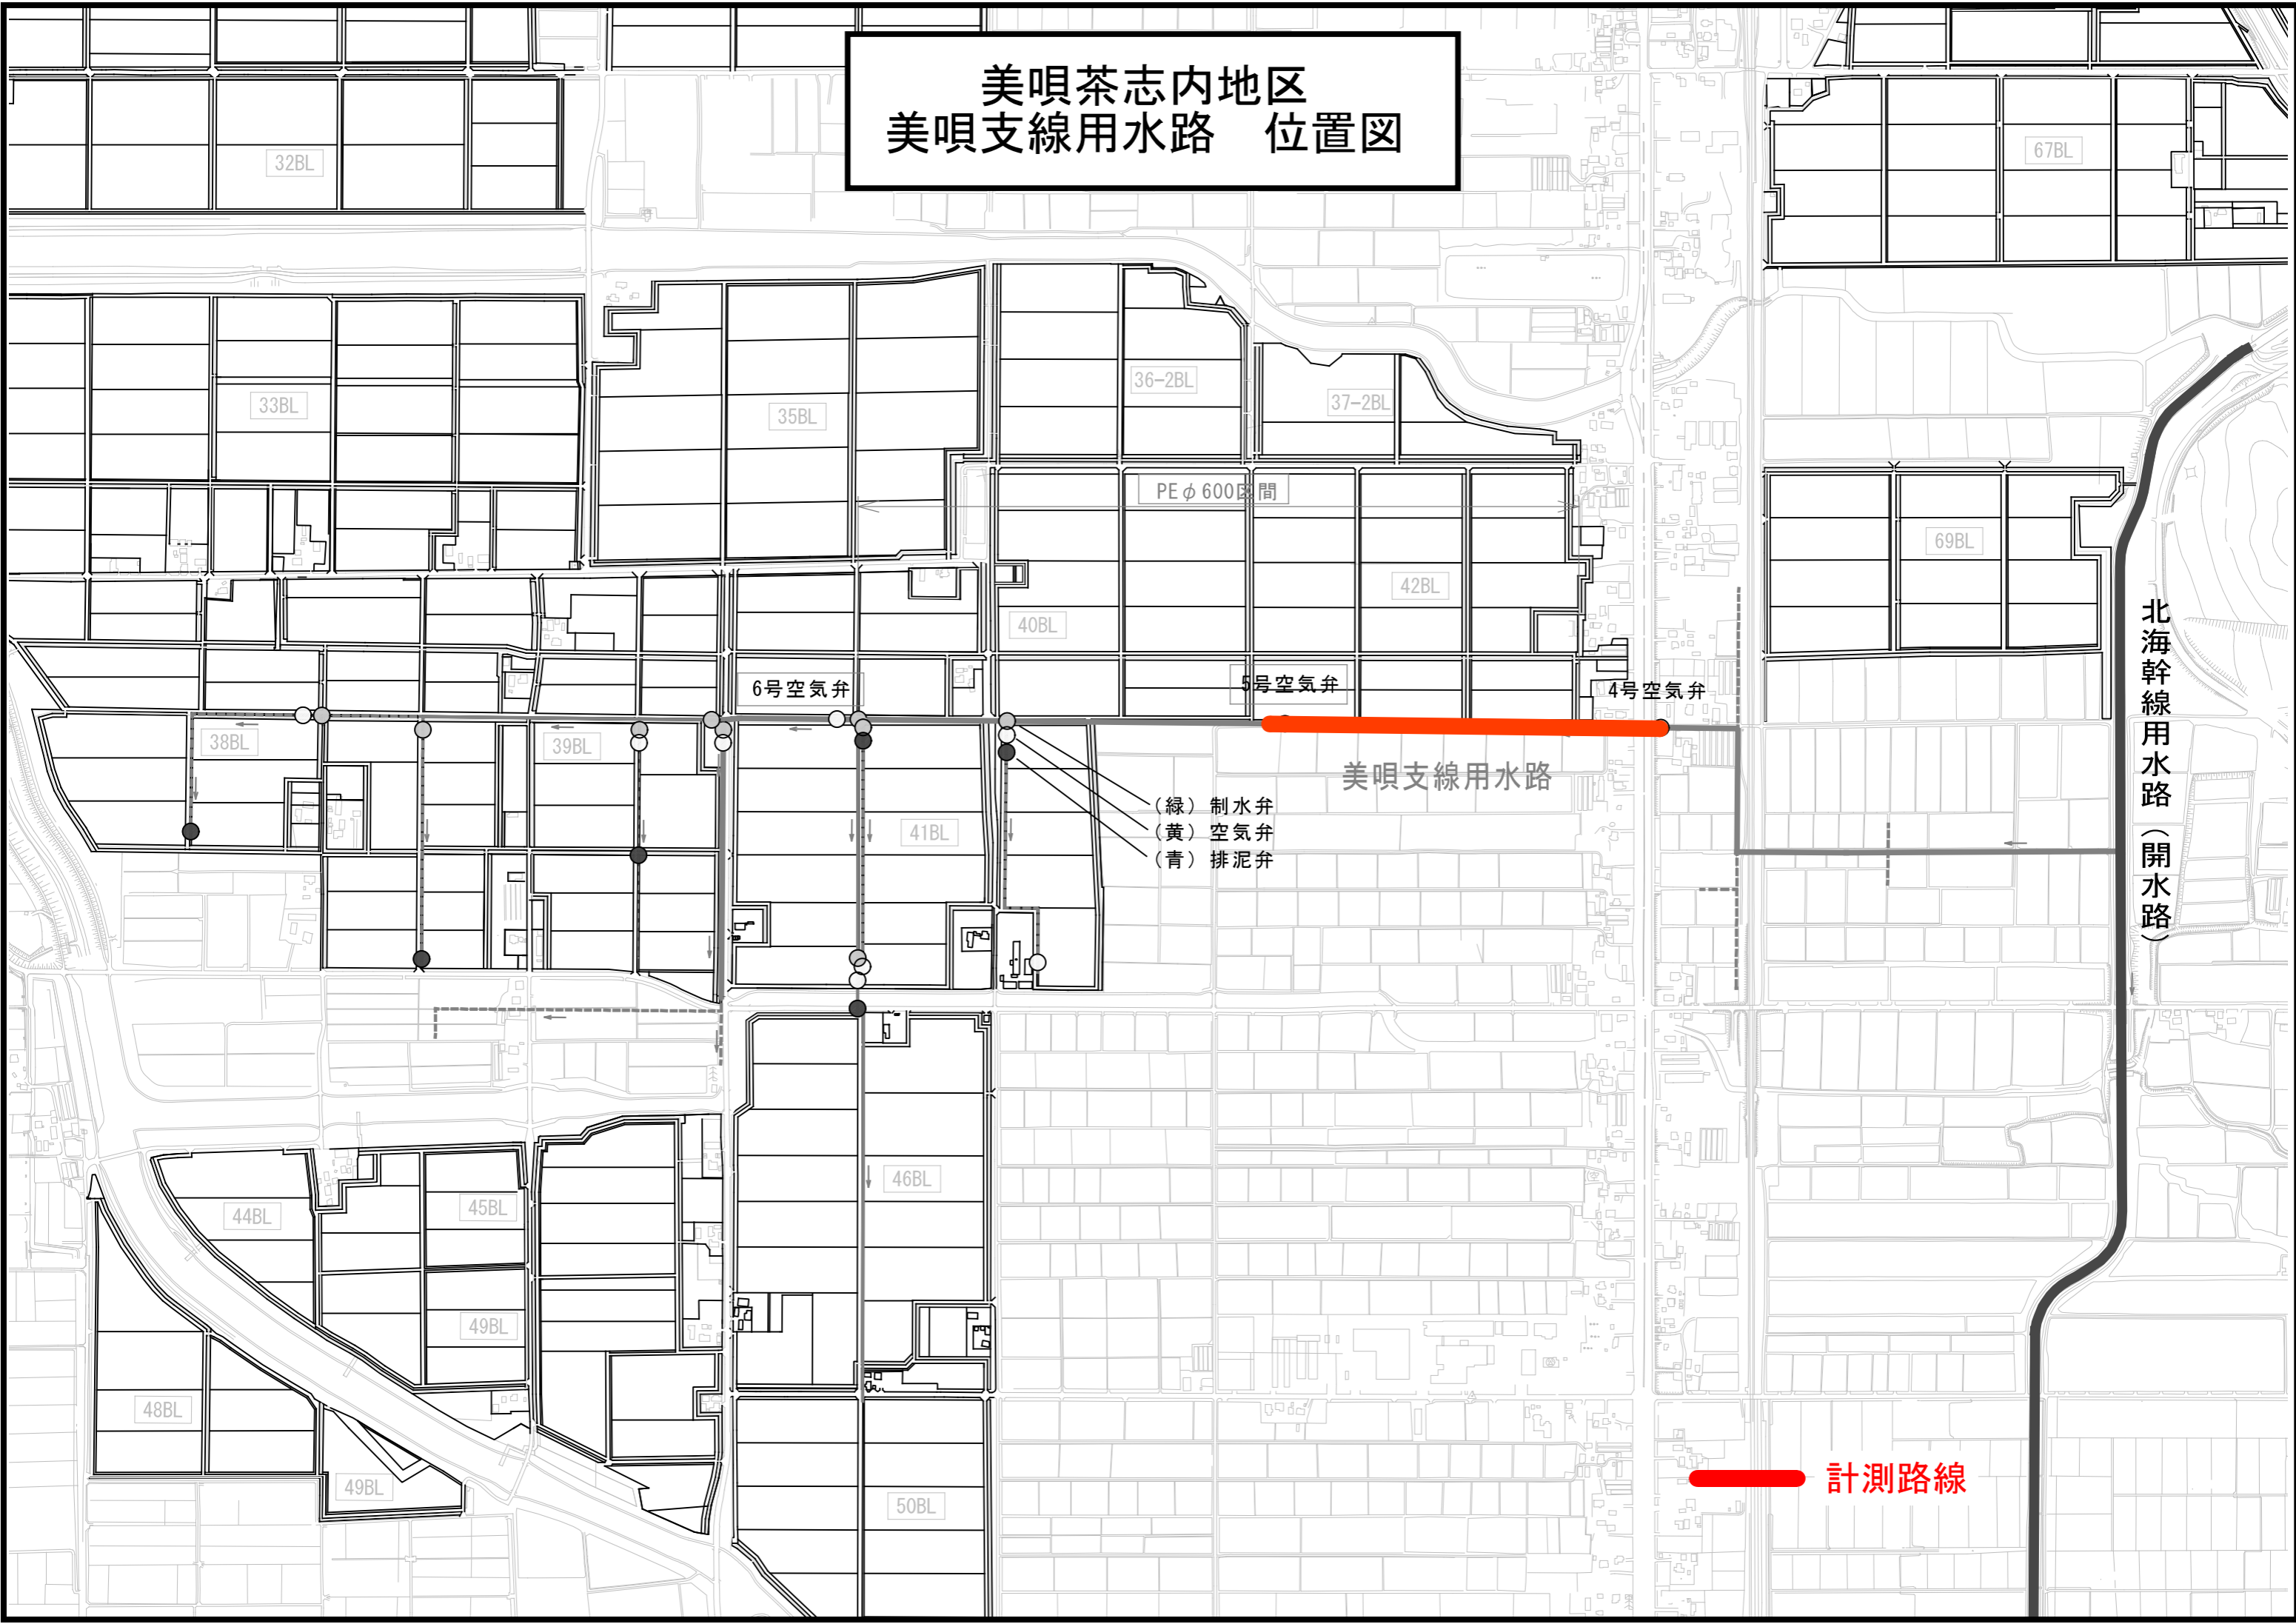 美唄茶志内地区
美唄支線用水路　位置図
32BL
67BL
33BL
35BL
36-2BL
37-2BL
PEφ600区間
69BL
42BL
40BL
北海幹線用水路（開水路）
6号空気弁
5号空気弁
4号空気弁
38BL
39BL
41BL
美唄支線用水路
（緑）制水弁
（黄）空気弁
（青）排泥弁
46BL
44BL
45BL
49BL
48BL
49BL
50BL
計測路線